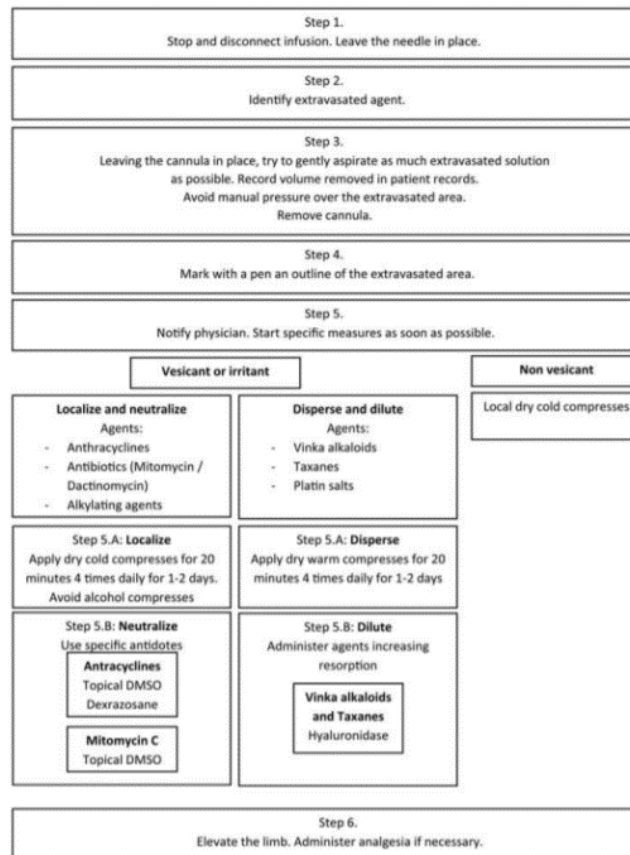 Step 1.
Stop and disconnect infusion. Leave the needle in place.
Step 2.
Identify extravasated agent.
Step 3.
Leaving the cannula in place, try to gently aspirate as much extravasated solution
as possible. Record volume removed in patient records.
Avoid manual pressure over the extravasated area.
Remove cannula.
Step 4.
Mark with a pen an outline of the extravasated area.
Step 5.
Notify physician. Start specific measures as soon as possible.
Vesicant or irritant
Non vesicant
Localize and neutralize
Agents:
- Anthracyclines
- Antibiotics (Mitomycin /
Dactinomycin)
- Alkylating agents
Disperse and dilute
Agents:
- Vinka alkaloids
- Taxanes
- Platin salts
Local dry cold compresses
Step 5.A: Localize
Apply dry cold compresses for 20
minutes 4 times daily for 1-2 days.
Avoid alcohol compresses
Step 5.A: Disperse
Apply dry warm compresses for 20
minutes 4 times daily for 1-2 days
Step 5.B: Neutralize
Use specific antidotes
Antracyclines
Topical DMSO
Dexrazosane
Mitomycin C
Topical DMSO
Step 5.B: Dilute
Administer agents increasing
resorption
Vinka alkaloids
and Taxanes
Hyaluronidase
Step 6.
Elevate the limb. Administer analgesia if necessary.